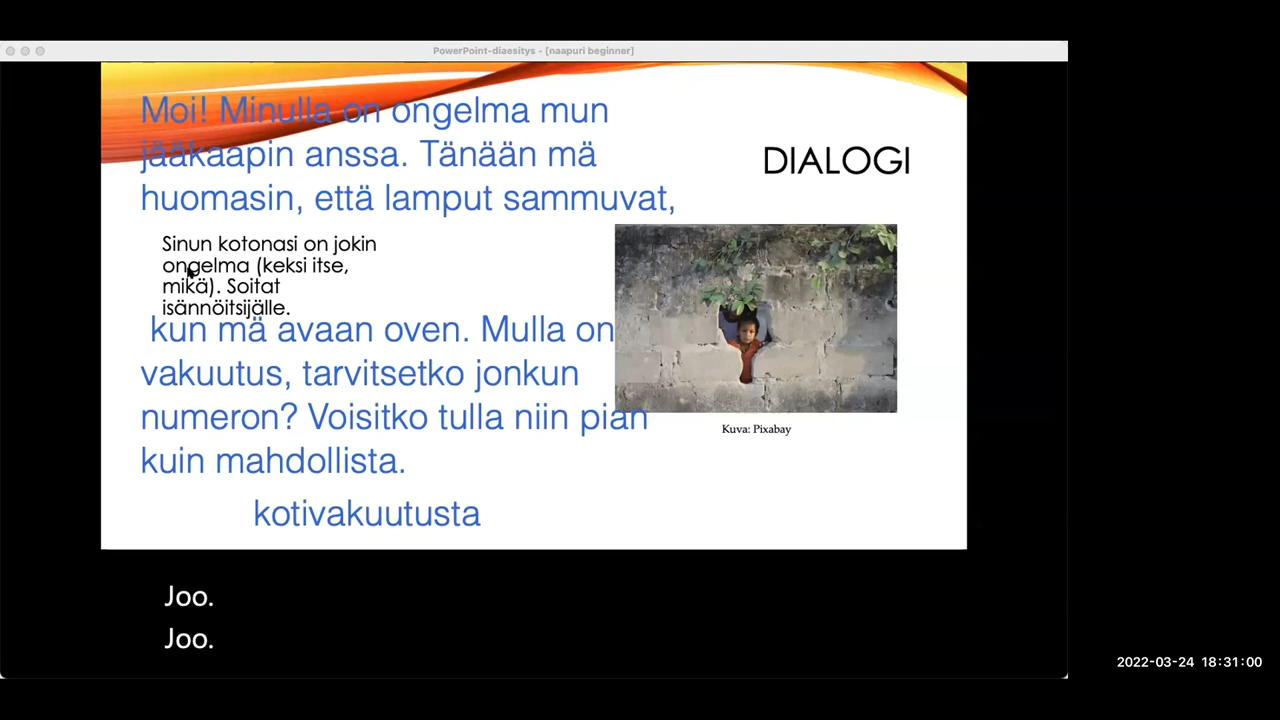 PowerPoint-diaesitys - [naapuri beginner]
Moi! Minulla on ongelma mun
jääkaapin anssa. Tänään mä
huomasin, että lamput sammuvat,
DIALOGI
Sinun kotonasi on jokin
ongelma (keksi itse,
mikä). Soitat
isännöitsijälle.
kun mä avaan oven. Mulla on
vakuutus, tarvitsetko jonkun
numeron? Voisitko tulla niin pian
kuin mahdollista.
Kuva: Pixabay
kotivakuutusta
Joo.
Joo.
2022-03-24 18:31:00